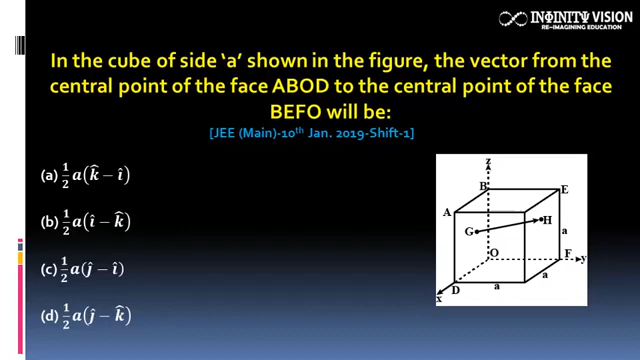 INFINITY VISION
RE-IMAGINING EDUCATION
In the cube of side ‘a’ shown in the figure, the vector from the
central point of the face ABOD to the central point of the face
BEFO will be:
[JEE (Main)-10th Jan. 2019-Shift-1]
(a) 1/2 a(k̂ − î)
(b) 1/2 a(î − k̂)
(c) 1/2 a(ĵ − î)
(d) 1/2 a(ĵ − k̂)
z
B E
A
H
G a
O F y
a
x D a